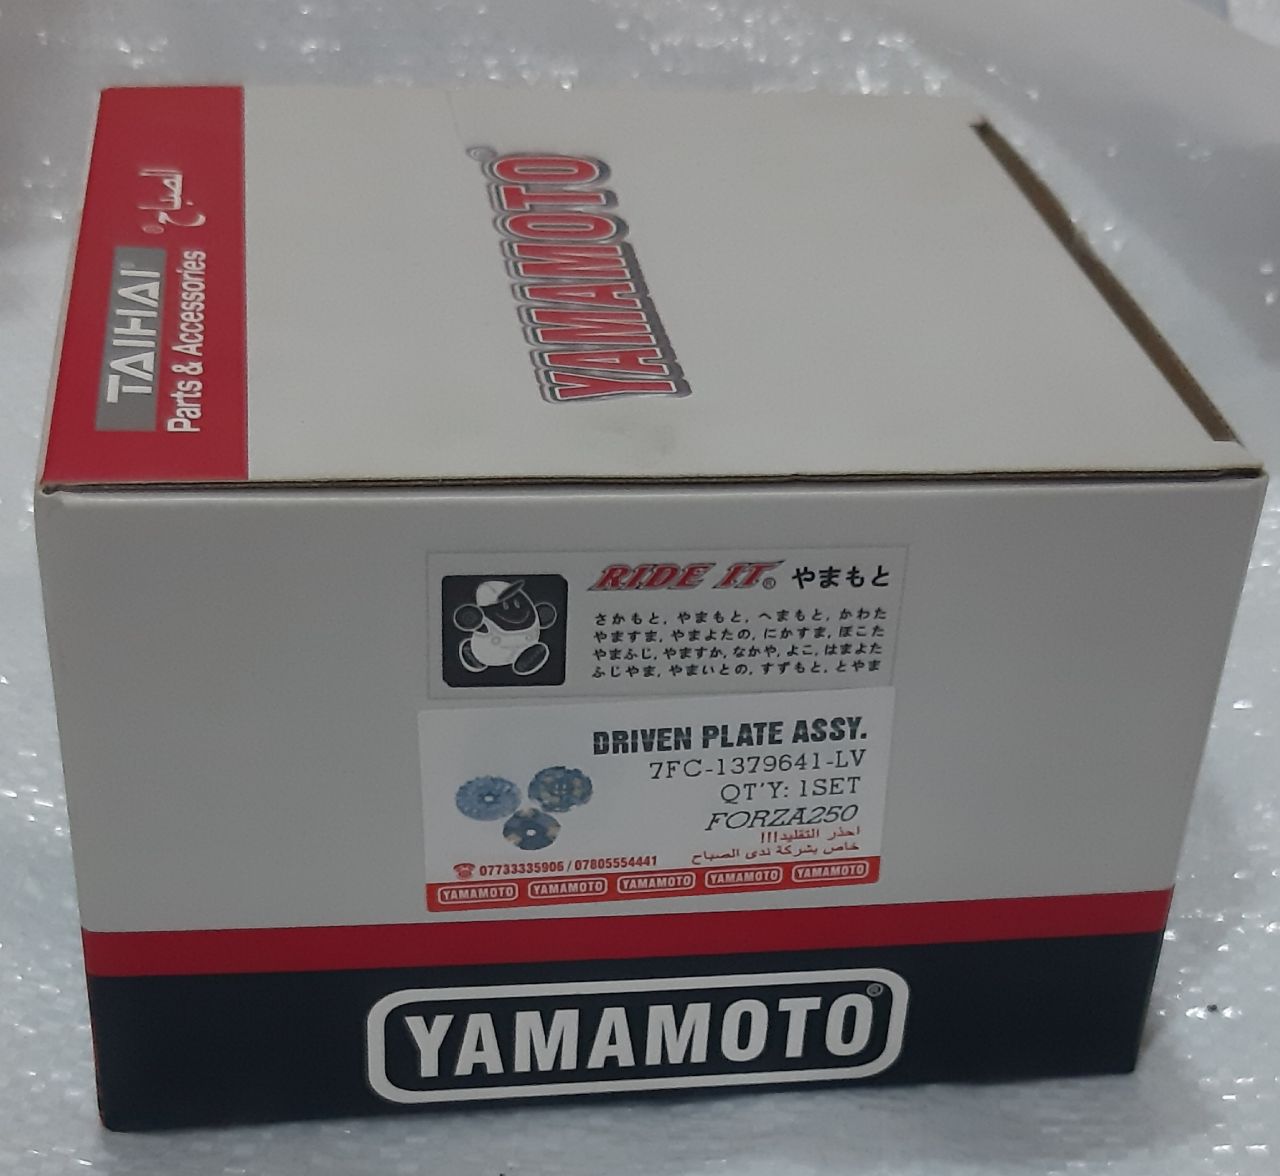 TAIHAI®
الصباح®
Parts & Accessories
YAMAMOTO®
RIDE IT® やまもと
さかもと, やまもと, へまもと, かわた
やますま, やまよたの, にかすま, ほこた
やまふじ, やますか, なかや, よこ, はまよた
ふじやま, やまいとの, すずもと, とやま
DRIVEN PLATE ASSY.
7FC-1379641-LV
QT'Y: 1SET
FORZA250
احذر التقليد!!!
خاص بشركة ندى الصباح
☎ 07733335906 / 07805554441
YAMAMOTO YAMAMOTO YAMAMOTO YAMAMOTO YAMAMOTO
YAMAMOTO®